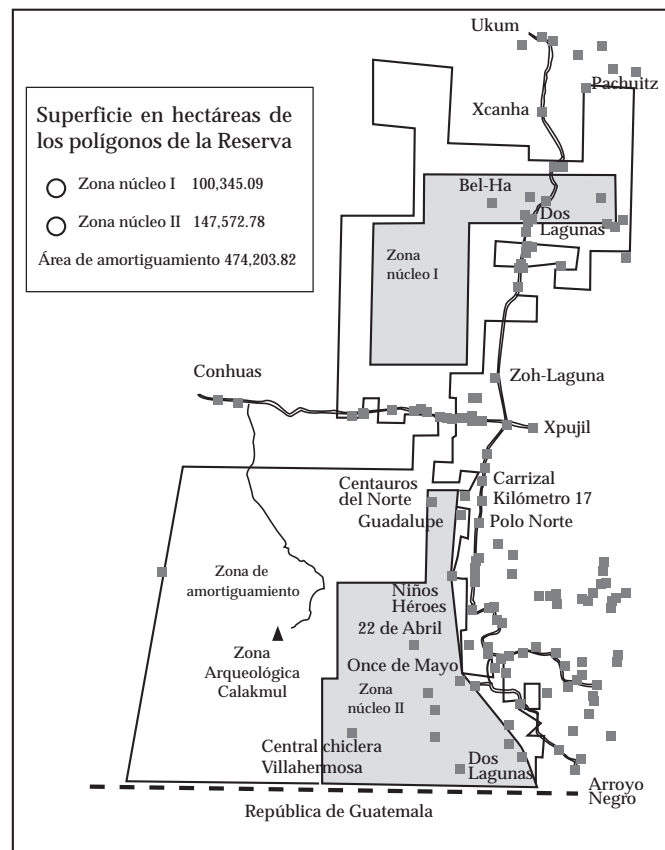 Ukum
Pachuitz
Superficie en hectáreas de
los polígonos de la Reserva
Zona núcleo I 100,345.09
Zona núcleo II 147,572.78
Área de amortiguamiento 474,203.82
Xcanha
Bel-Ha
Dos
Lagunas
Zona
núcleo I
Conhuas
Zoh-Laguna
Xpujil
Centauros
del Norte
Guadalupe
Carrizal
Kilómetro 17
Polo Norte
Zona de
amortiguamiento
Niños
Héroes
22 de Abril
Zona
Arqueológica
Calakmul
Once de Mayo
Zona
núcleo II
Central chiclera
Villahermosa
Dos
Lagunas
Arroyo
Negro
República de Guatemala